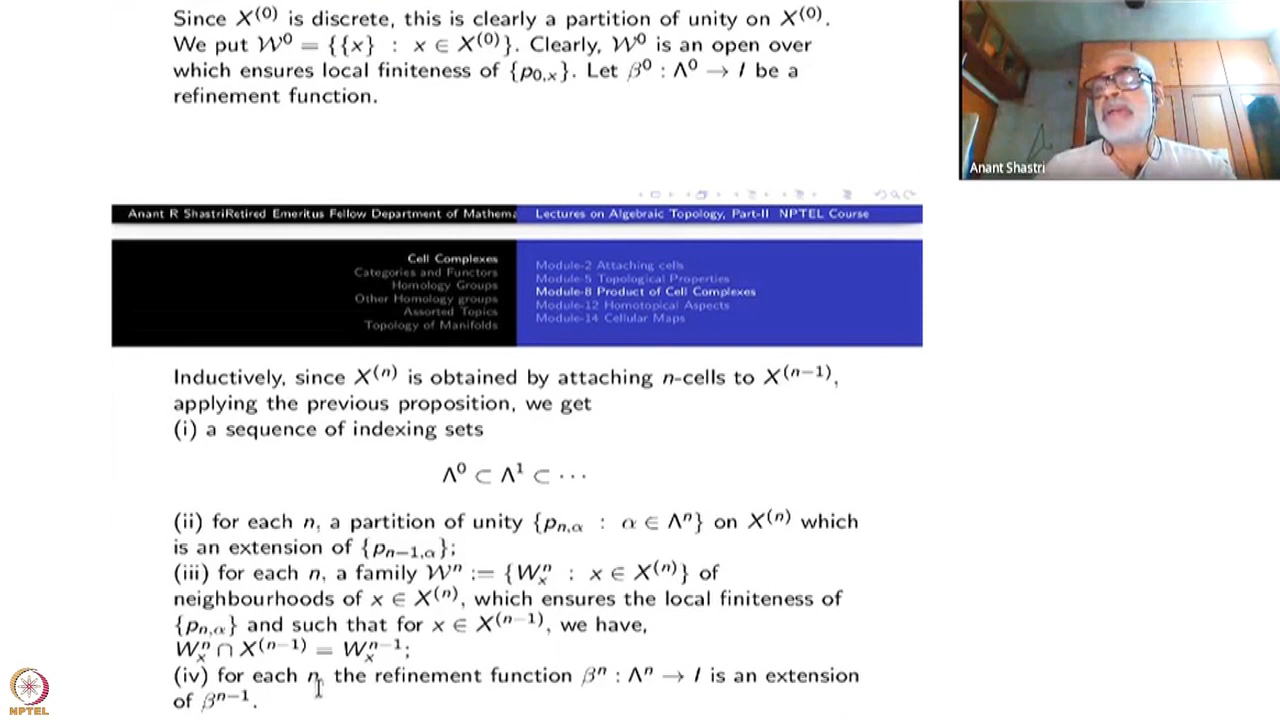 Since X^(0) is discrete, this is clearly a partition of unity on X^(0).
We put 𝒲^0 = {{x} : x ∈ X^(0)}. Clearly, 𝒲^0 is an open over
which ensures local finiteness of {p_{0,x}}. Let β^0 : Λ^0 → I be a
refinement function.
Anant Shastri
Anant R ShastriRetired Emeritus Fellow Department of Mathema
Lectures on Algebraic Topology, Part-II NPTEL Course
Cell Complexes
Categories and Functors
Homology Groups
Other Homology groups
Assorted Topics
Topology of Manifolds
Module-2 Attaching cells
Module-5 Topological Properties
Module-8 Product of Cell Complexes
Module-12 Homotopical Aspects
Module-14 Cellular Maps
Inductively, since X^(n) is obtained by attaching n-cells to X^(n−1),
applying the previous proposition, we get
(i) a sequence of indexing sets
Λ^0 ⊂ Λ^1 ⊂ ···
(ii) for each n, a partition of unity {p_{n,α} : α ∈ Λ^n} on X^(n) which
is an extension of {p_{n−1,α}};
(iii) for each n, a family 𝒲^n := {W_x^n : x ∈ X^(n)} of
neighbourhoods of x ∈ X^(n), which ensures the local finiteness of
{p_{n,α}} and such that for x ∈ X^(n−1), we have,
W_x^n ∩ X^(n−1) = W_x^{n−1};
(iv) for each n, the refinement function β^n : Λ^n → I is an extension
of β^{n−1}.
NPTEL